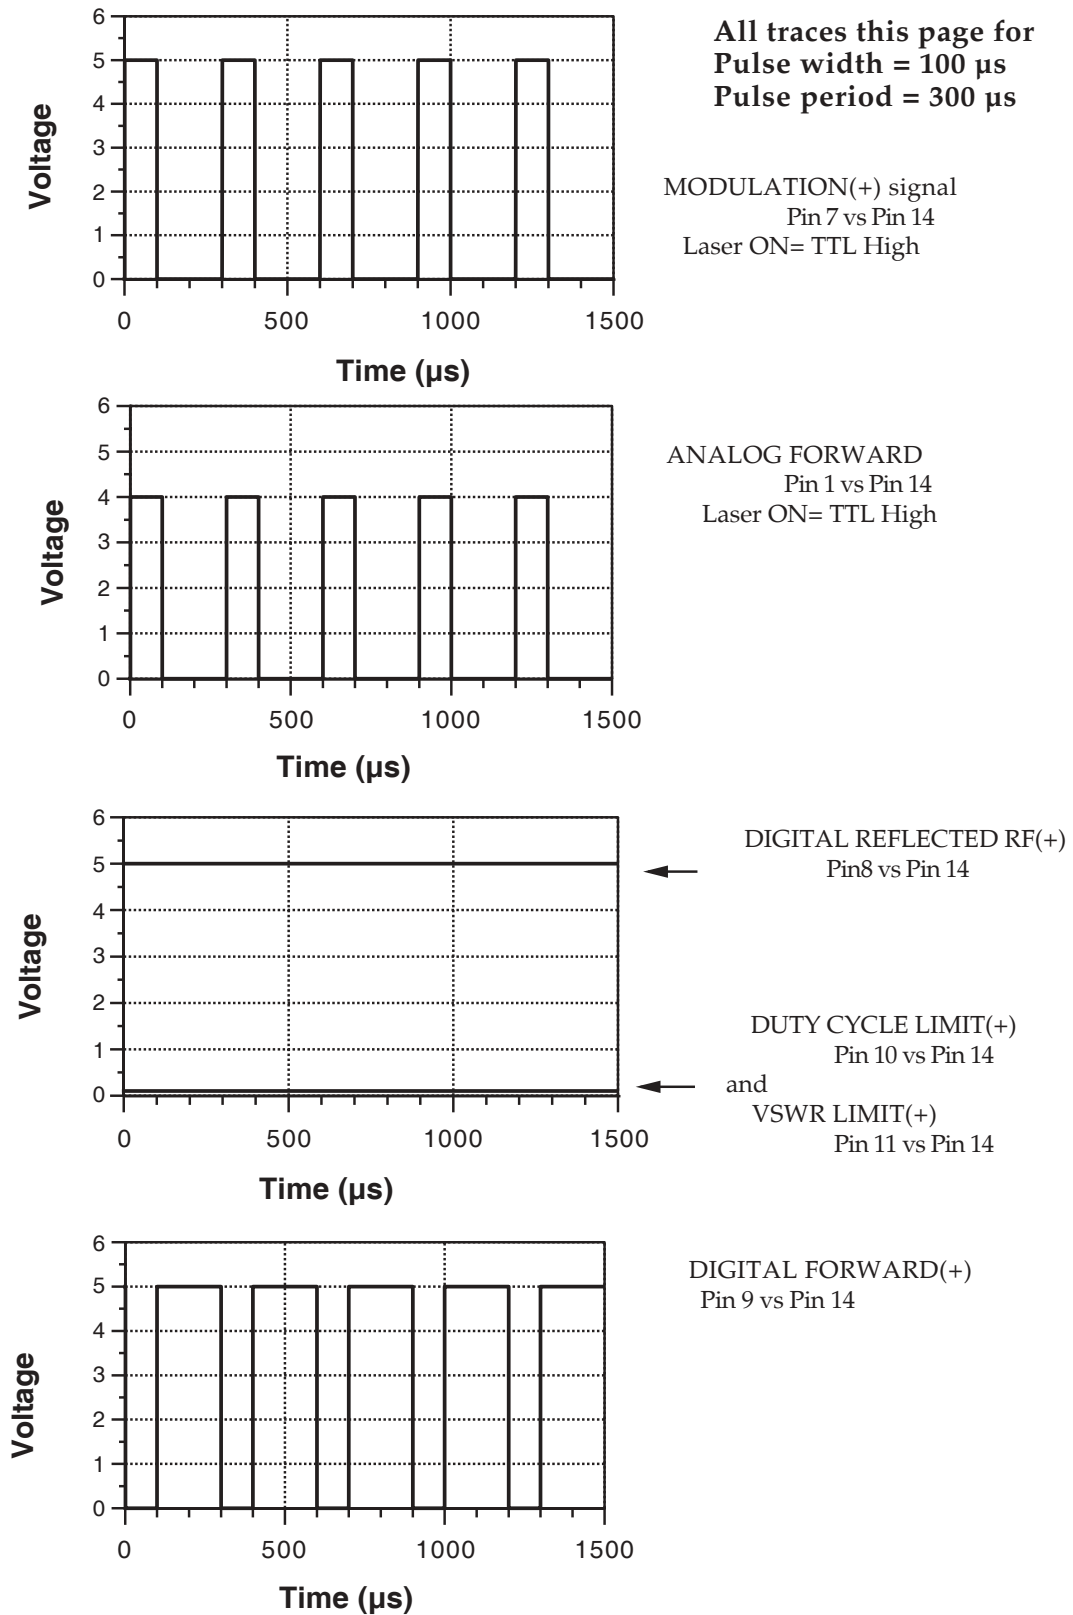 All traces this page for
Pulse width = 100 µs
Pulse period = 300 µs
6
5
4
3
2
1
0
Voltage
0 500 1000 1500
Time (µs)
MODULATION(+) signal
Pin 7 vs Pin 14
Laser ON= TTL High
6
5
4
3
2
1
0
Voltage
0 500 1000 1500
Time (µs)
ANALOG FORWARD
Pin 1 vs Pin 14
Laser ON= TTL High
6
5
4
3
2
1
0
Voltage
0 500 1000 1500
Time (µs)
DIGITAL REFLECTED RF(+)
Pin8 vs Pin 14
DUTY CYCLE LIMIT(+)
Pin 10 vs Pin 14
and
VSWR LIMIT(+)
Pin 11 vs Pin 14
6
5
4
3
2
1
0
Voltage
0 500 1000 1500
Time (µs)
DIGITAL FORWARD(+)
Pin 9 vs Pin 14